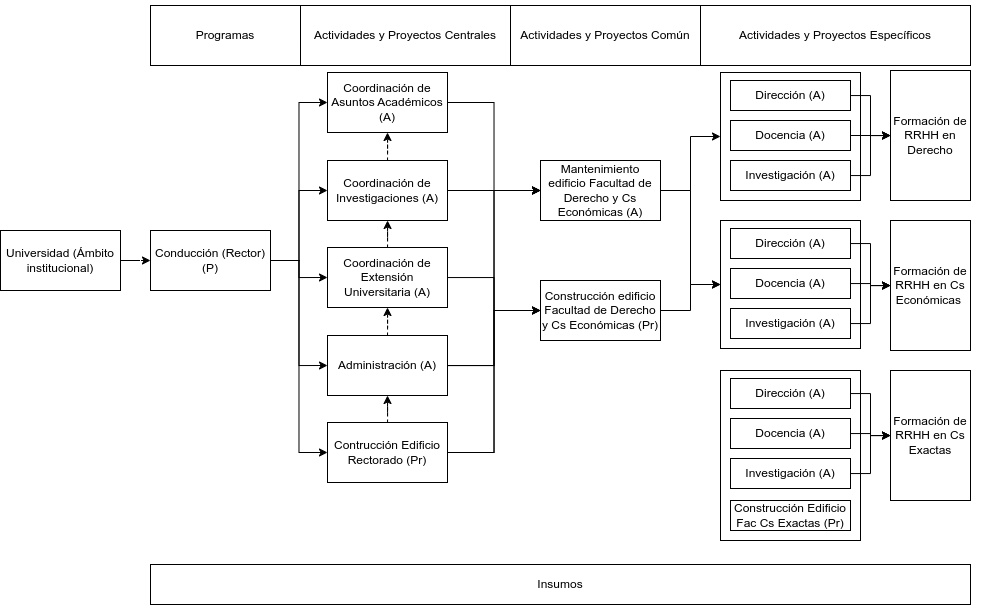 Programas
Actividades y Proyectos Centrales
Actividades y Proyectos Común
Actividades y Proyectos Específicos
Universidad (Ámbito
institucional)
Conducción (Rector)
(P)
Coordinación de
Asuntos Académicos
(A)
Coordinación de
Investigaciones (A)
Coordinación de
Extensión
Universitaria (A)
Administración (A)
Contrucción Edificio
Rectorado (Pr)
Mantenimiento
edificio Facultad de
Derecho y Cs
Económicas (A)
Construcción edificio
Facultad de Derecho
y Cs Económicas (Pr)
Dirección (A)
Docencia (A)
Investigación (A)
Formación de
RRHH en
Derecho
Dirección (A)
Docencia (A)
Investigación (A)
Formación de
RRHH en Cs
Económicas
Dirección (A)
Docencia (A)
Investigación (A)
Construcción Edificio
Fac Cs Exactas (Pr)
Formación de
RRHH en Cs
Exactas
Insumos